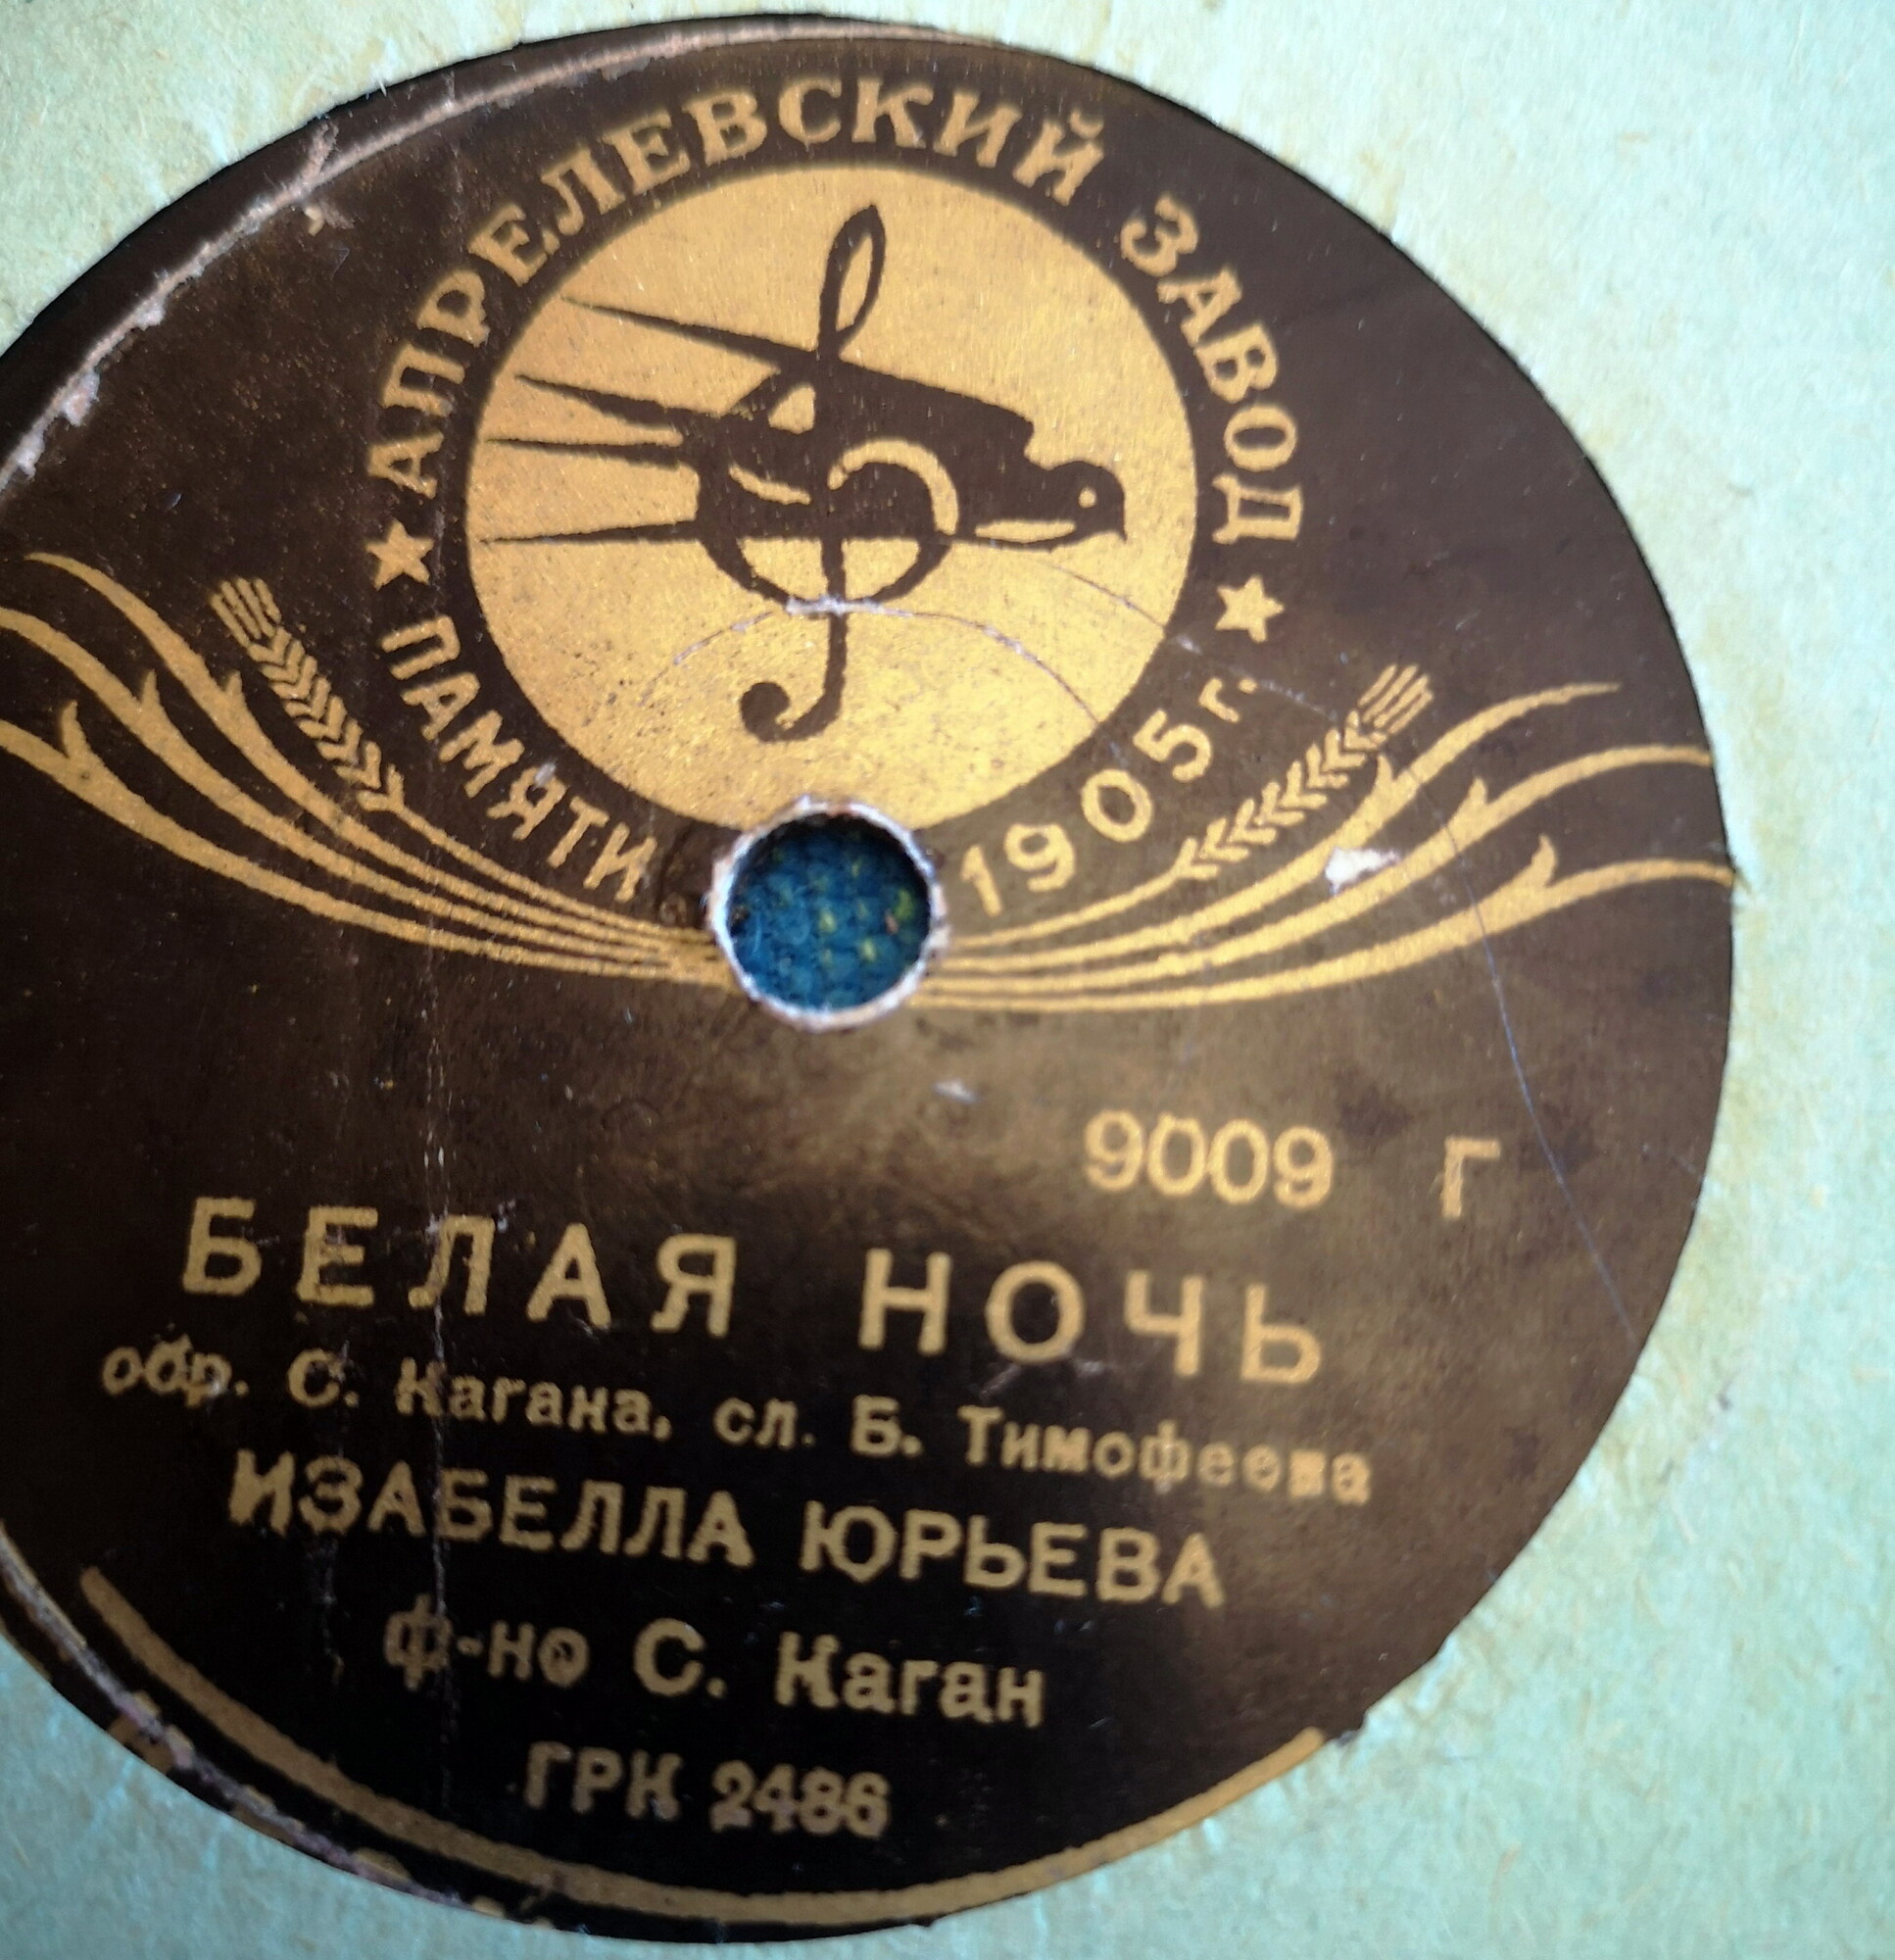 АПРЕЛЕВСКИЙ ЗАВОД
ПАМЯТИ 1905 г.
9009 Г
БЕЛАЯ НОЧЬ
обр. С. Кагана, сл. Б. Тимофеева
ИЗАБЕЛЛА ЮРЬЕВА
ф-но С. Каган
ГРК 2486